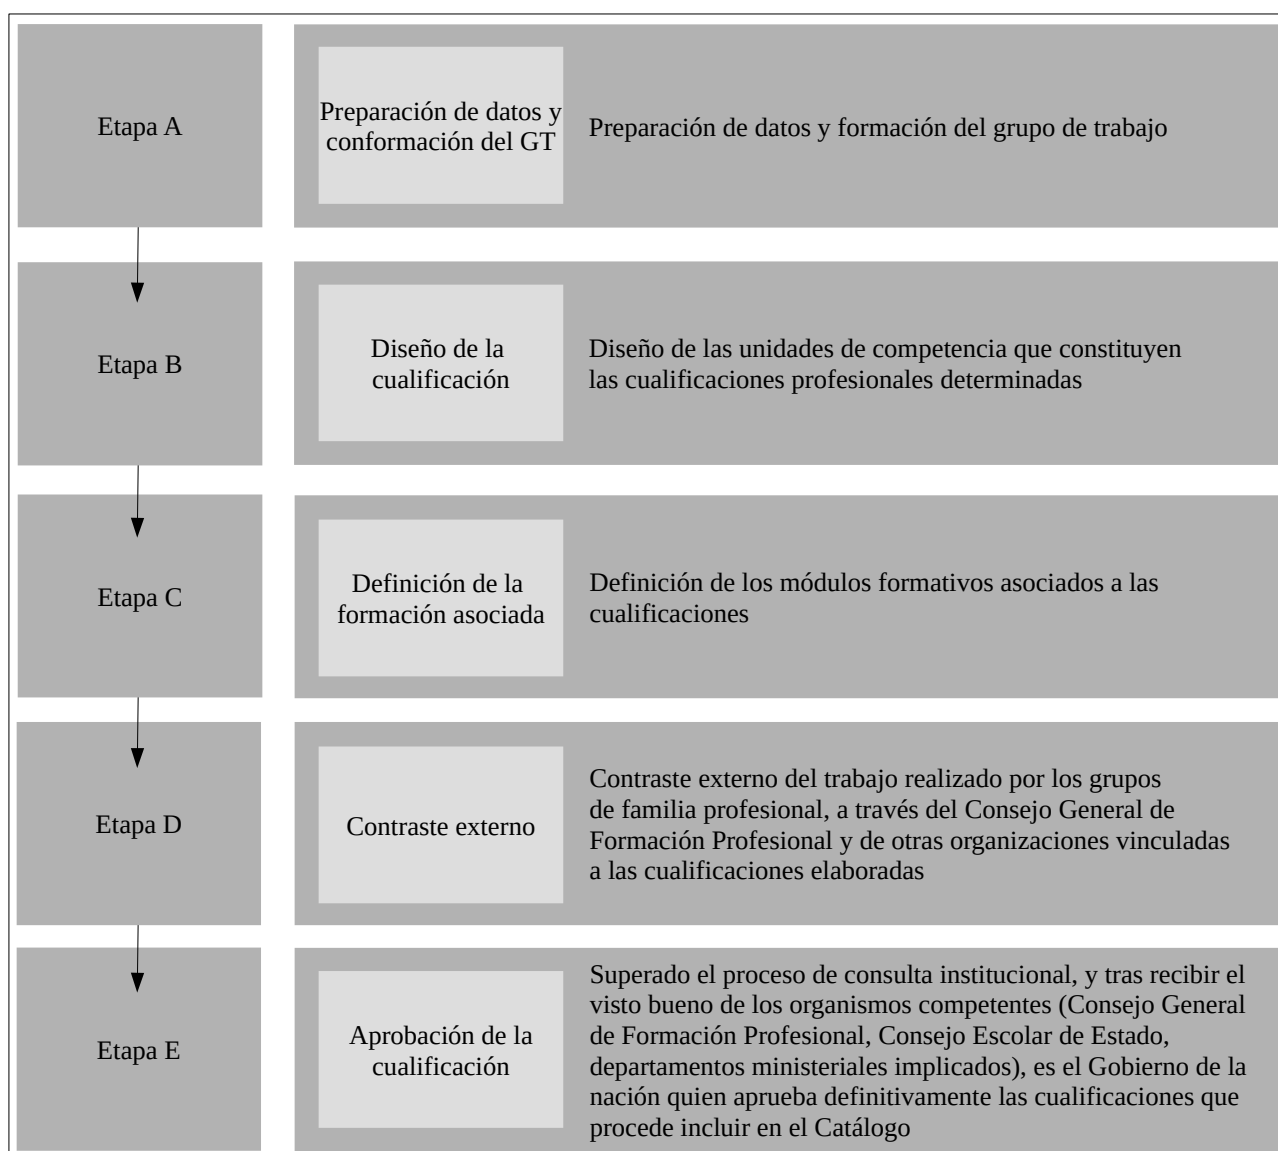 Etapa A
Preparación de datos y
conformación del GT
Preparación de datos y formación del grupo de trabajo
Etapa B
Diseño de la
cualificación
Diseño de las unidades de competencia que constituyen
las cualificaciones profesionales determinadas
Etapa C
Definición de la
formación asociada
Definición de los módulos formativos asociados a las
cualificaciones
Etapa D
Contraste externo
Contraste externo del trabajo realizado por los grupos
de familia profesional, a través del Consejo General de
Formación Profesional y de otras organizaciones vinculadas
a las cualificaciones elaboradas
Etapa E
Aprobación de la
cualificación
Superado el proceso de consulta institucional, y tras recibir el
visto bueno de los organismos competentes (Consejo General
de Formación Profesional, Consejo Escolar de Estado,
departamentos ministeriales implicados), es el Gobierno de la
nación quien aprueba definitivamente las cualificaciones que
procede incluir en el Catálogo